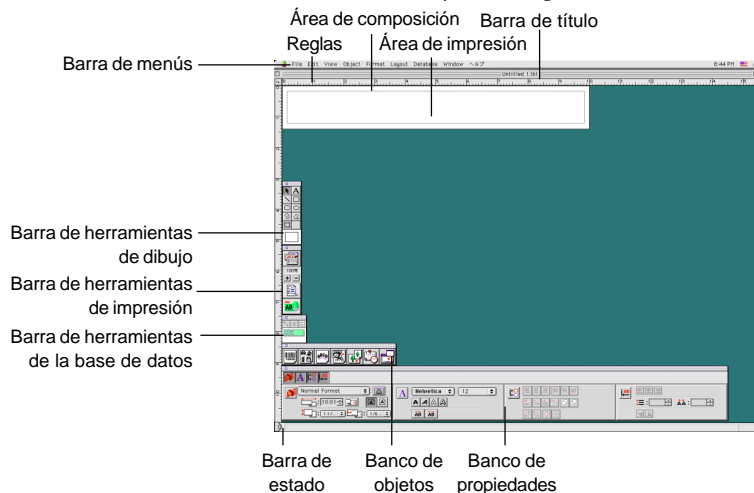 Área de composición
Barra de título
Reglas
Área de impresión
Barra de menús
File Edit View Object Format Layout Database Window ヘルプ
8:44 PM
Untitled 1.lbl
Barra de herramientas
de dibujo
100%
Barra de herramientas
de impresión
Barra de herramientas
de la base de datos
Normal Format
Helvetica
12
Barra de
estado
Banco de
objetos
Banco de
propiedades